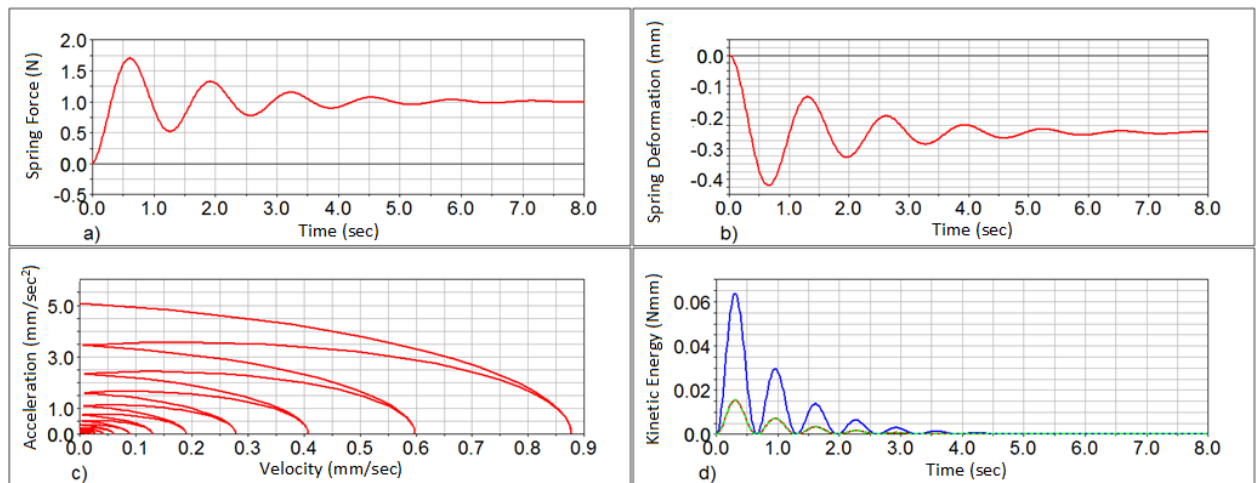 Spring Force (N)
2.0
1.5
1.0
0.5
0.0
-0.5
0.0 1.0 2.0 3.0 4.0 5.0 6.0 7.0 8.0
Time (sec)
a)
Spring Deformation (mm)
0.0
-0.1
-0.2
-0.3
-0.4
0.0 1.0 2.0 3.0 4.0 5.0 6.0 7.0 8.0
Time (sec)
b)
Acceleration (mm/sec²)
5.0
3.0
1.0
0.0
0.0 0.1 0.2 0.3 0.4 0.5 0.6 0.7 0.8 0.9
Velocity (mm/sec)
c)
Kinetic Energy (Nmm)
0.06
0.04
0.02
0.0
0.0 1.0 2.0 3.0 4.0 5.0 6.0 7.0 8.0
Time (sec)
d)